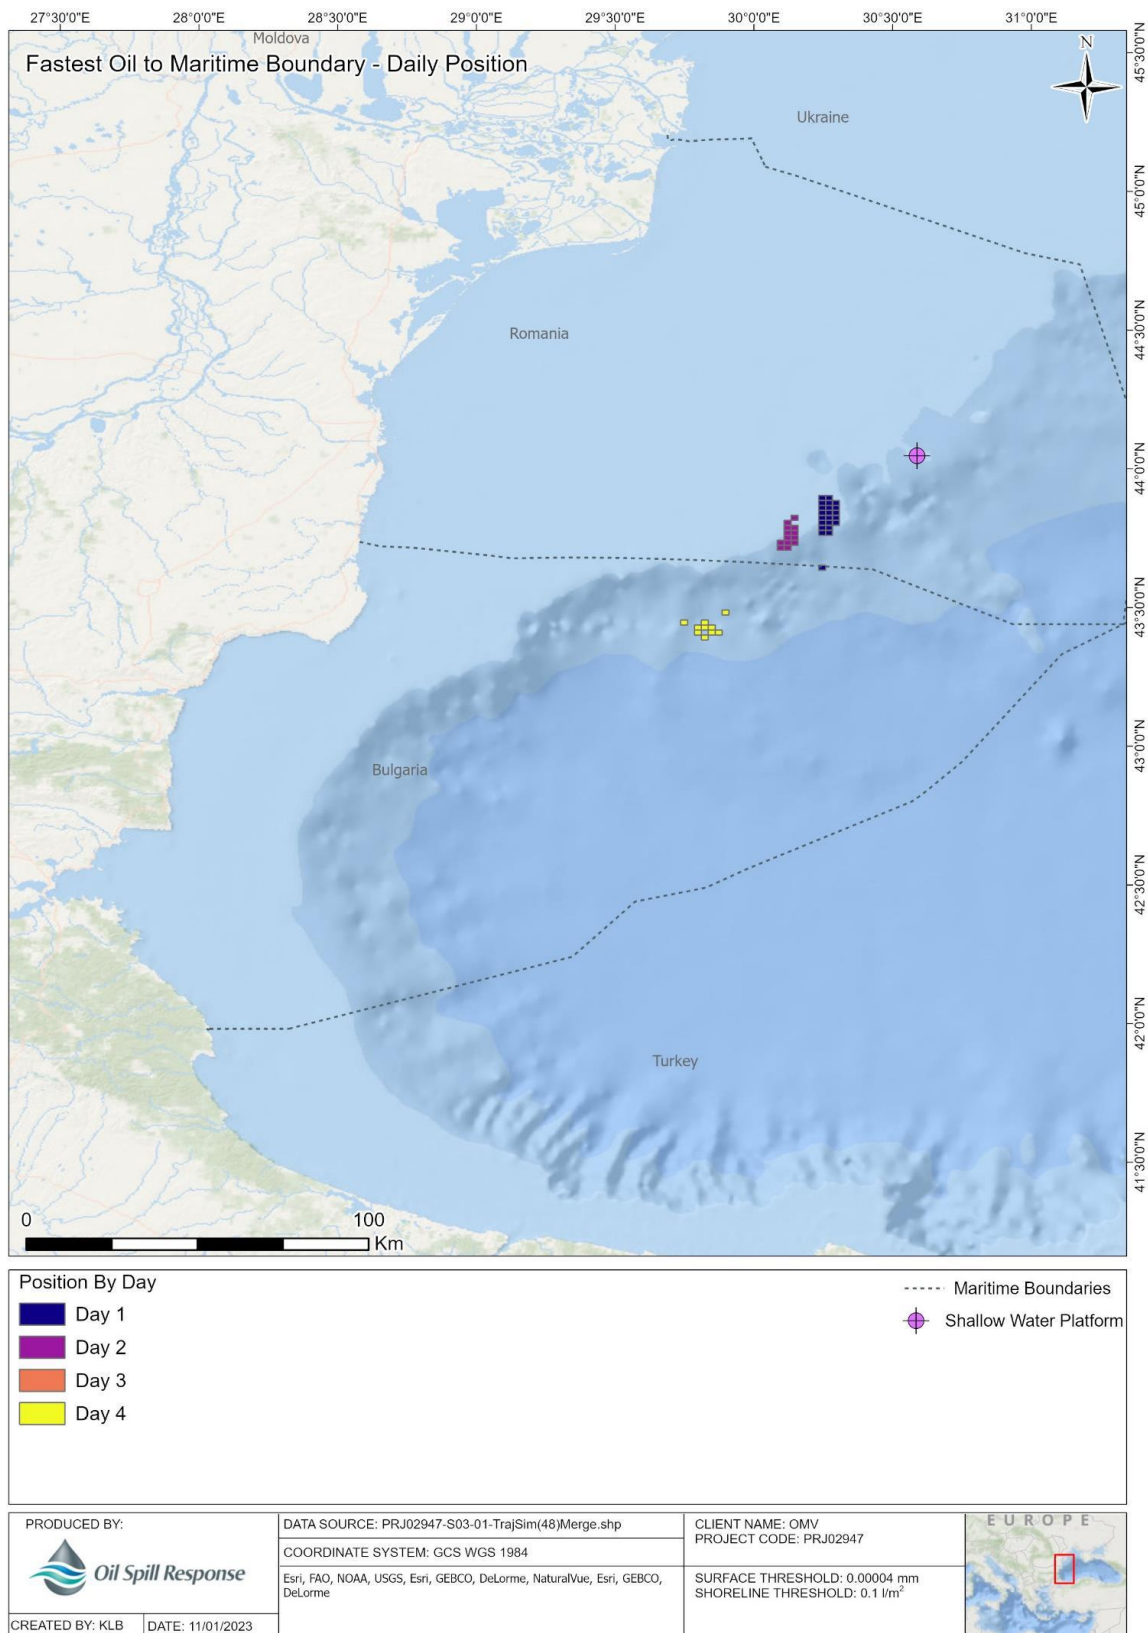 27°30'0"E 28°0'0"E 28°30'0"E 29°0'0"E 29°30'0"E 30°0'0"E 30°30'0"E 31°0'0"E
Moldova
Fastest Oil to Maritime Boundary - Daily Position
N
45°30'0"N
Ukraine
45°0'0"N
Romania
44°30'0"N
44°0'0"N
43°30'0"N
43°0'0"N
Bulgaria
42°30'0"N
42°0'0"N
Turkey
41°30'0"N
0 100
Km
Position By Day
Day 1
Day 2
Day 3
Day 4
Maritime Boundaries
Shallow Water Platform
PRODUCED BY:
Oil Spill Response
CREATED BY: KLB
DATE: 11/01/2023
DATA SOURCE: PRJ02947-S03-01-TrajSim(48)Merge.shp
COORDINATE SYSTEM: GCS WGS 1984
Esri, FAO, NOAA, USGS, Esri, GEBCO, DeLorme, NaturalVue, Esri, GEBCO,
DeLorme
CLIENT NAME: OMV
PROJECT CODE: PRJ02947
SURFACE THRESHOLD: 0.00004 mm
SHORELINE THRESHOLD: 0.1 l/m²
EUROPE